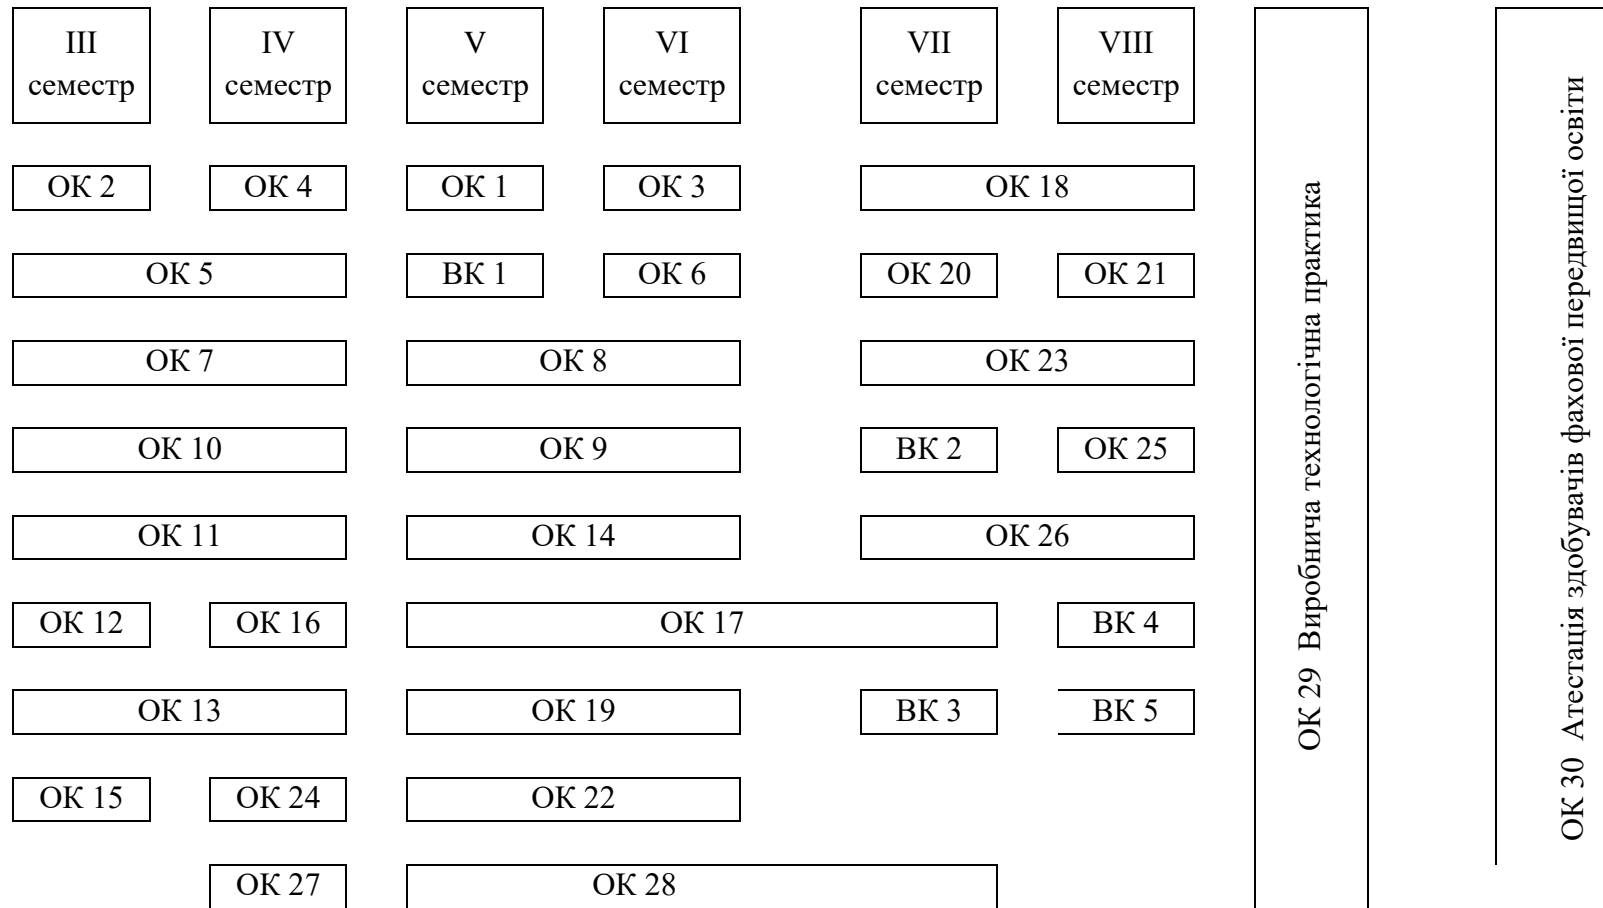 III
семестр
IV
семестр
V
семестр
VI
семестр
VII
семестр
VIII
семестр
ОК 2
ОК 4
ОК 1
ОК 3
ОК 18
ОК 5
ВК 1
ОК 6
ОК 20
ОК 21
ОК 7
ОК 8
ОК 23
ОК 10
ОК 9
ВК 2
ОК 25
ОК 11
ОК 14
ОК 26
ОК 12
ОК 16
ОК 17
ВК 4
ОК 13
ОК 19
ВК 3
ВК 5
ОК 15
ОК 24
ОК 22
ОК 27
ОК 28
ОК 29 Виробнича технологічна практика
ОК 30 Атестація здобувачів фахової передвищої освіти